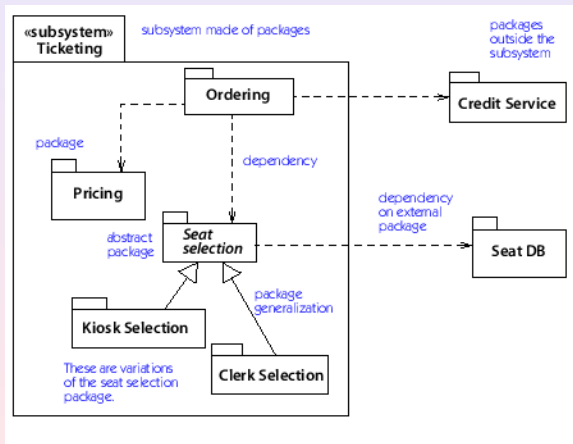 «subsystem»
Ticketing
subsystem made of packages
packages
outside the
subsystem
Ordering
Credit Service
package
dependency
Pricing
dependency
on external
package
abstract
package
Seat
selection
Seat DB
package
generalization
Kiosk Selection
These are variations
of the seat selection
package.
Clerk Selection